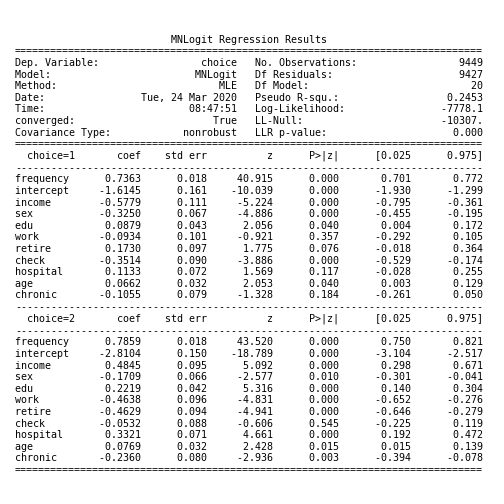 MNLogit Regression Results
==============================================================================
Dep. Variable:                 choice   No. Observations:                 9449
Model:                        MNLogit   Df Residuals:                     9427
Method:                           MLE   Df Model:                           20
Date:                Tue, 24 Mar 2020   Pseudo R-squ.:                  0.2453
Time:                        08:47:51   Log-Likelihood:                -7778.1
converged:                       True   LL-Null:                       -10307.
Covariance Type:            nonrobust   LLR p-value:                     0.000
==============================================================================
  choice=1       coef    std err          z      P>|z|      [0.025      0.975]
------------------------------------------------------------------------------
frequency      0.7363      0.018     40.915      0.000       0.701       0.772
intercept     -1.6145      0.161    -10.039      0.000      -1.930      -1.299
income        -0.5779      0.111     -5.224      0.000      -0.795      -0.361
sex           -0.3250      0.067     -4.886      0.000      -0.455      -0.195
edu            0.0879      0.043      2.056      0.040       0.004       0.172
work          -0.0934      0.101     -0.921      0.357      -0.292       0.105
retire         0.1730      0.097      1.775      0.076      -0.018       0.364
check         -0.3514      0.090     -3.886      0.000      -0.529      -0.174
hospital       0.1133      0.072      1.569      0.117      -0.028       0.255
age            0.0662      0.032      2.053      0.040       0.003       0.129
chronic       -0.1055      0.079     -1.328      0.184      -0.261       0.050
------------------------------------------------------------------------------
  choice=2       coef    std err          z      P>|z|      [0.025      0.975]
------------------------------------------------------------------------------
frequency      0.7859      0.018     43.520      0.000       0.750       0.821
intercept     -2.8104      0.150    -18.789      0.000      -3.104      -2.517
income         0.4845      0.095      5.092      0.000       0.298       0.671
sex           -0.1709      0.066     -2.577      0.010      -0.301      -0.041
edu            0.2219      0.042      5.316      0.000       0.140       0.304
work          -0.4638      0.096     -4.831      0.000      -0.652      -0.276
retire        -0.4629      0.094     -4.941      0.000      -0.646      -0.279
check         -0.0532      0.088     -0.606      0.545      -0.225       0.119
hospital       0.3321      0.071      4.661      0.000       0.192       0.472
age            0.0769      0.032      2.428      0.015       0.015       0.139
chronic       -0.2360      0.080     -2.936      0.003      -0.394      -0.078
==============================================================================